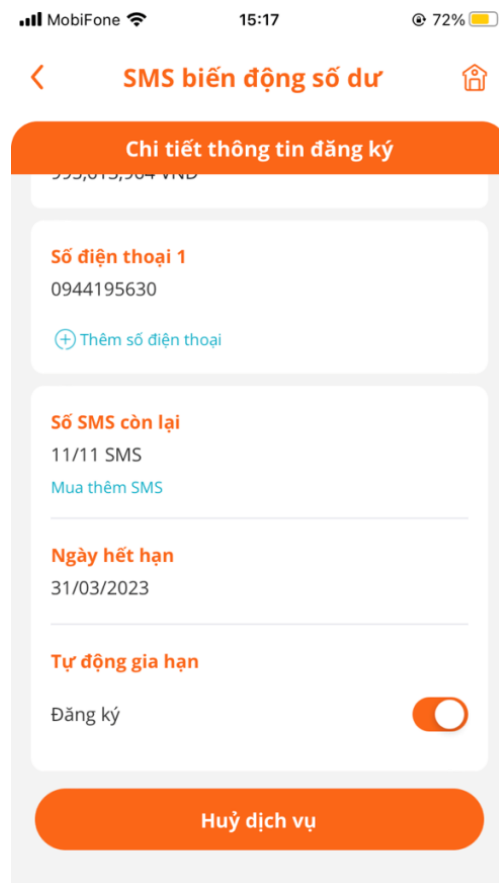 MobiFone
15:17
72%
SMS biến động số dư
Chi tiết thông tin đăng ký
VND
Số điện thoại 1
0944195630
Thêm số điện thoại
Số SMS còn lại
11/11 SMS
Mua thêm SMS
Ngày hết hạn
31/03/2023
Tự động gia hạn
Đăng ký
Huỷ dịch vụ